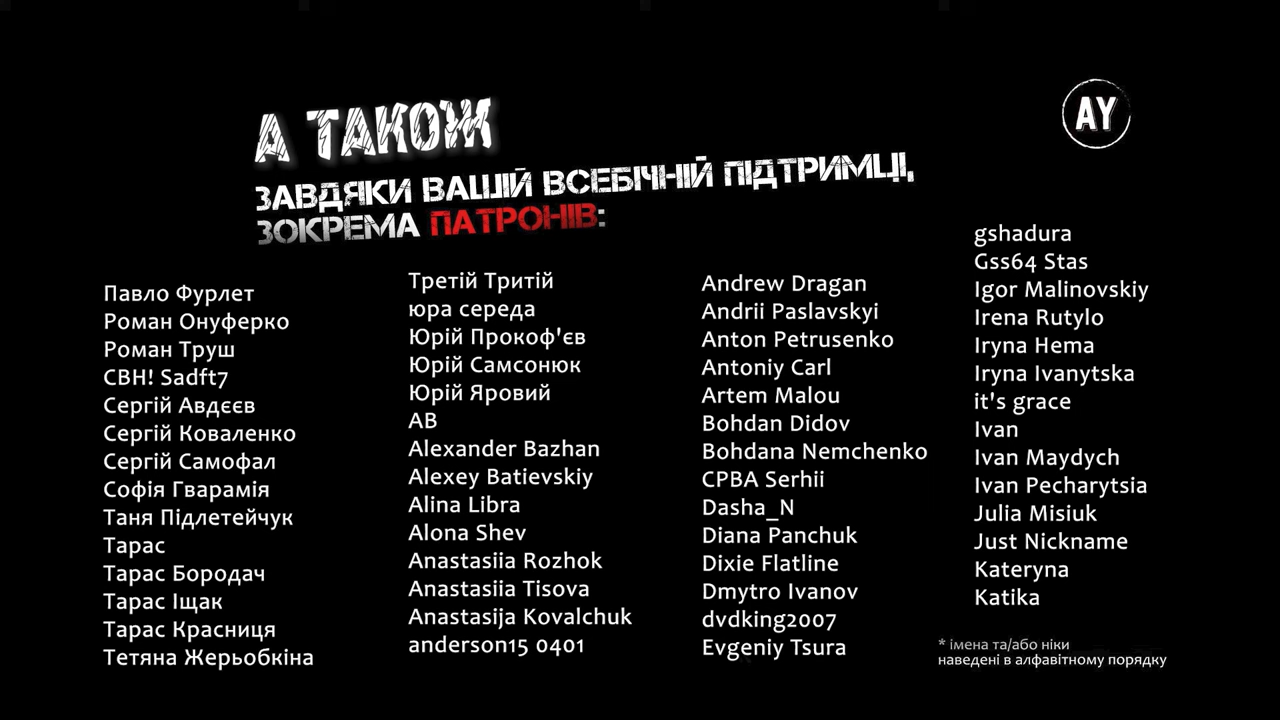 А ТАКОЖ
ЗАВДЯКИ ВАШІЙ ВСЕБІЧНІЙ ПІДТРИМЦІ,
ЗОКРЕМА ПАТРОНІВ:
АУ
Павло Фурлет
Роман Онуферко
Роман Труш
СВН! Sadft7
Сергій Авдєєв
Сергій Коваленко
Сергій Самофал
Софія Гварамія
Таня Підлетейчук
Тарас
Тарас Бородач
Тарас Іщак
Тарас Красниця
Тетяна Жерьобкіна
Третій Тритій
юра середа
Юрій Прокоф'єв
Юрій Самсонюк
Юрій Яровий
AB
Alexander Bazhan
Alexey Batievskiy
Alina Libra
Alona Shev
Anastasiia Rozhok
Anastasiia Tisova
Anastasija Kovalchuk
anderson15 0401
Andrew Dragan
Andrii Paslavskyi
Anton Petrusenko
Antoniy Carl
Artem Malou
Bohdan Didov
Bohdana Nemchenko
CPBA Serhii
Dasha_N
Diana Panchuk
Dixie Flatline
Dmytro Ivanov
dvdking2007
Evgeniy Tsura
gshadura
Gss64 Stas
Igor Malinovskiy
Irena Rutylo
Iryna Hema
Iryna Ivanytska
it's grace
Ivan
Ivan Maydych
Ivan Pecharytsia
Julia Misiuk
Just Nickname
Kateryna
Katika
* імена та/або ніки
наведені в алфавітному порядку